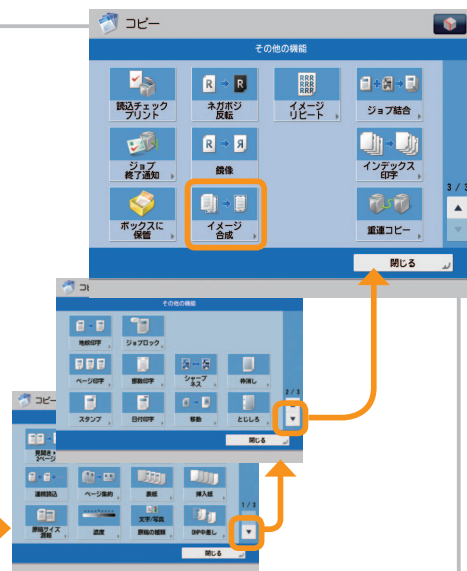 コピー
その他の機能
読込チェック
プリント
ネガポジ
反転
イメージ
リピート
ジョブ結合
ジョブ
終了通知
鏡像
インデックス
印字
ボックスに
保管
イメージ
合成
重連コピー
3 / 3
閉じる
コピ
その他の機能
地紋印字
ジョブロック
ページ印字
部数印字
シャープ
ネス
枠消し
スタンプ
日付印字
移動
とじしろ
2 / 3
閉じる
コピー
見開き▸
2ページ
連続読込
ページ集約
表紙
挿入紙
原稿サイズ
混載
濃度
文字/写真
原稿の種類
OHP中差し
1 / 3
閉じる